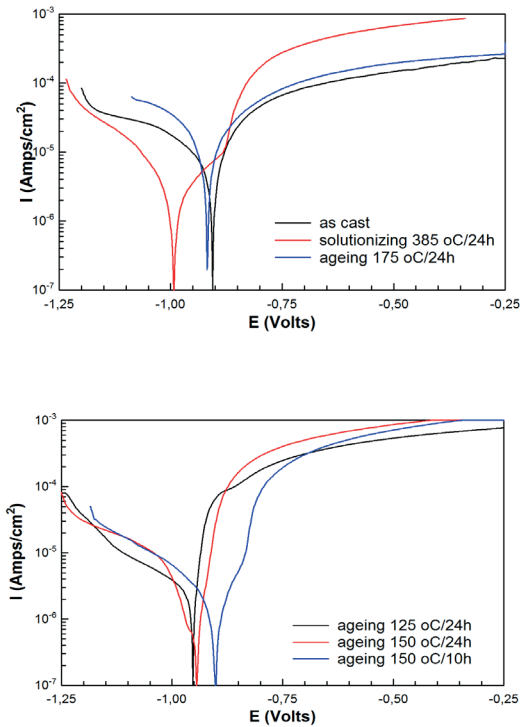 10⁻³
10⁻⁴
10⁻⁵
10⁻⁶
10⁻⁷
I (Amps/cm²)
as cast
solutionizing 385 oC/24h
ageing 175 oC/24h
-1,25 -1,00 -0,75 -0,50 -0,25
E (Volts)
10⁻³
10⁻⁴
10⁻⁵
10⁻⁶
10⁻⁷
I (Amps/cm²)
ageing 125 oC/24h
ageing 150 oC/24h
ageing 150 oC/10h
-1,25 -1,00 -0,75 -0,50 -0,25
E (Volts)